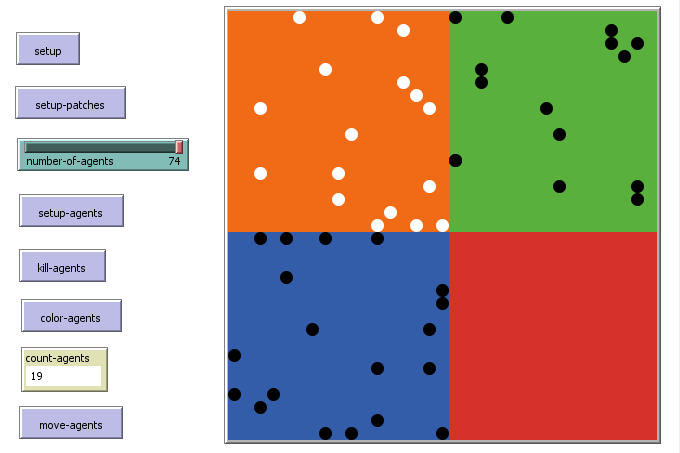 setup
setup-patches
number-of-agents 74
setup-agents
kill-agents
color-agents
count-agents
19
move-agents